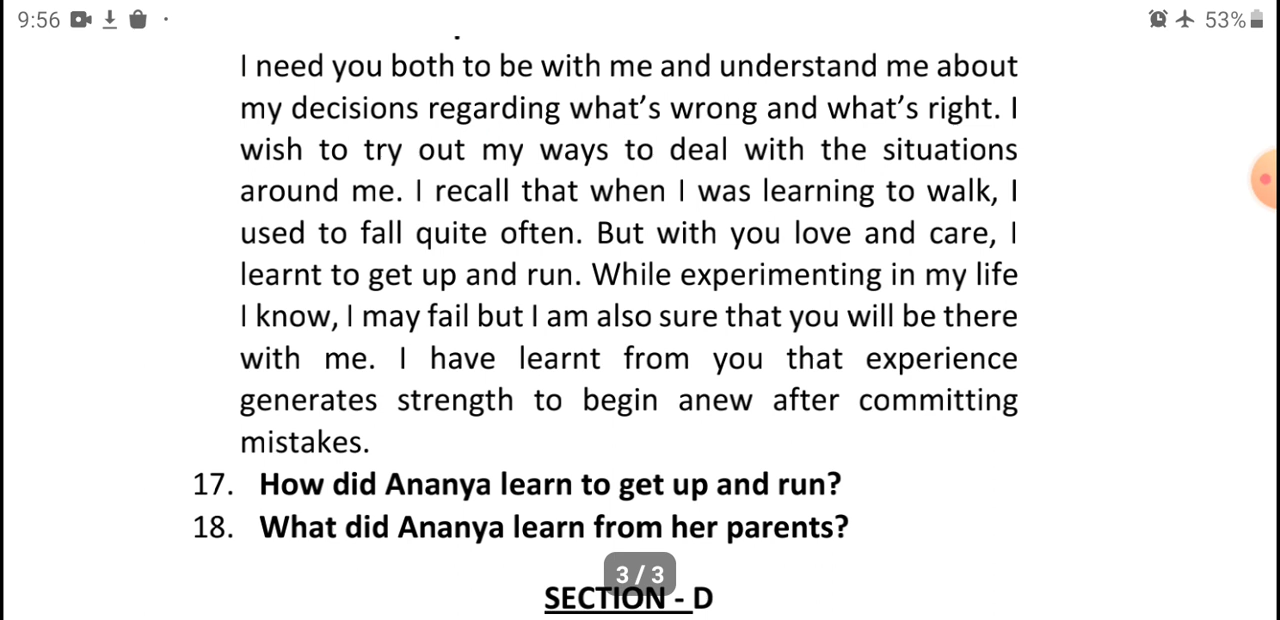 9:56
53%
I need you both to be with me and understand me about
my decisions regarding what's wrong and what's right. I
wish to try out my ways to deal with the situations
around me. I recall that when I was learning to walk, I
used to fall quite often. But with you love and care, I
learnt to get up and run. While experimenting in my life
I know, I may fail but I am also sure that you will be there
with me. I have learnt from you that experience
generates strength to begin anew after committing
mistakes.
17. How did Ananya learn to get up and run?
18. What did Ananya learn from her parents?
3 / 3
SECTION - D